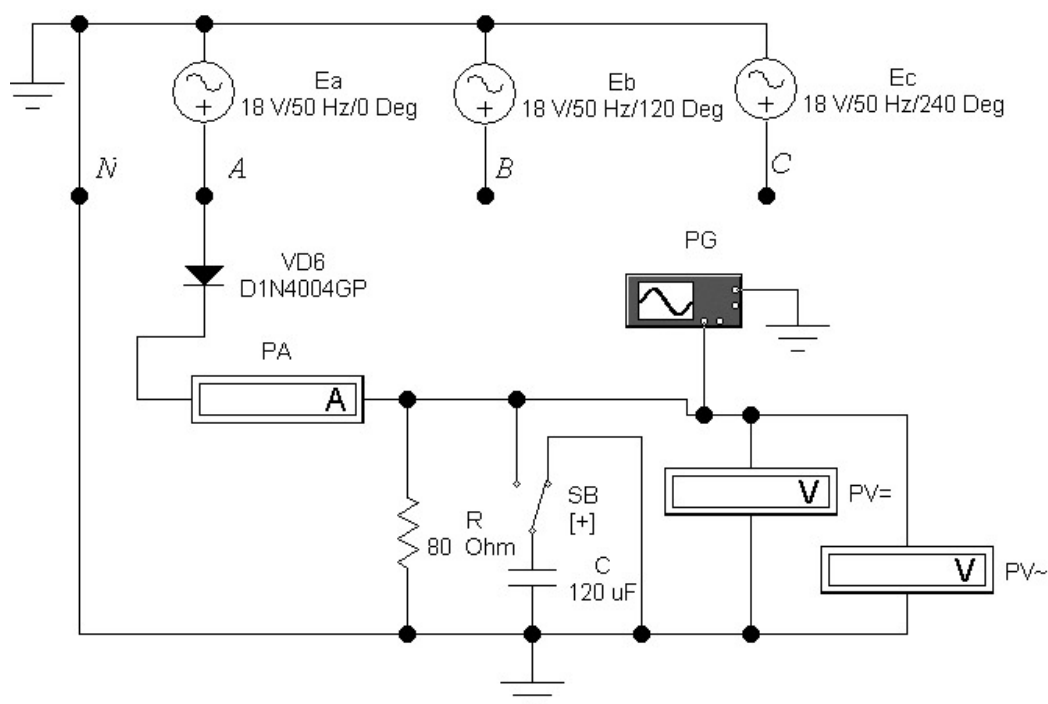 Ea
18 V/50 Hz/0 Deg
Eb
18 V/50 Hz/120 Deg
Ec
18 V/50 Hz/240 Deg
N
A
B
C
VD6
D1N4004GP
PG
PA
A
R
80 Ohm
SB
[+]
C
120 uF
V
PV=
V
PV~